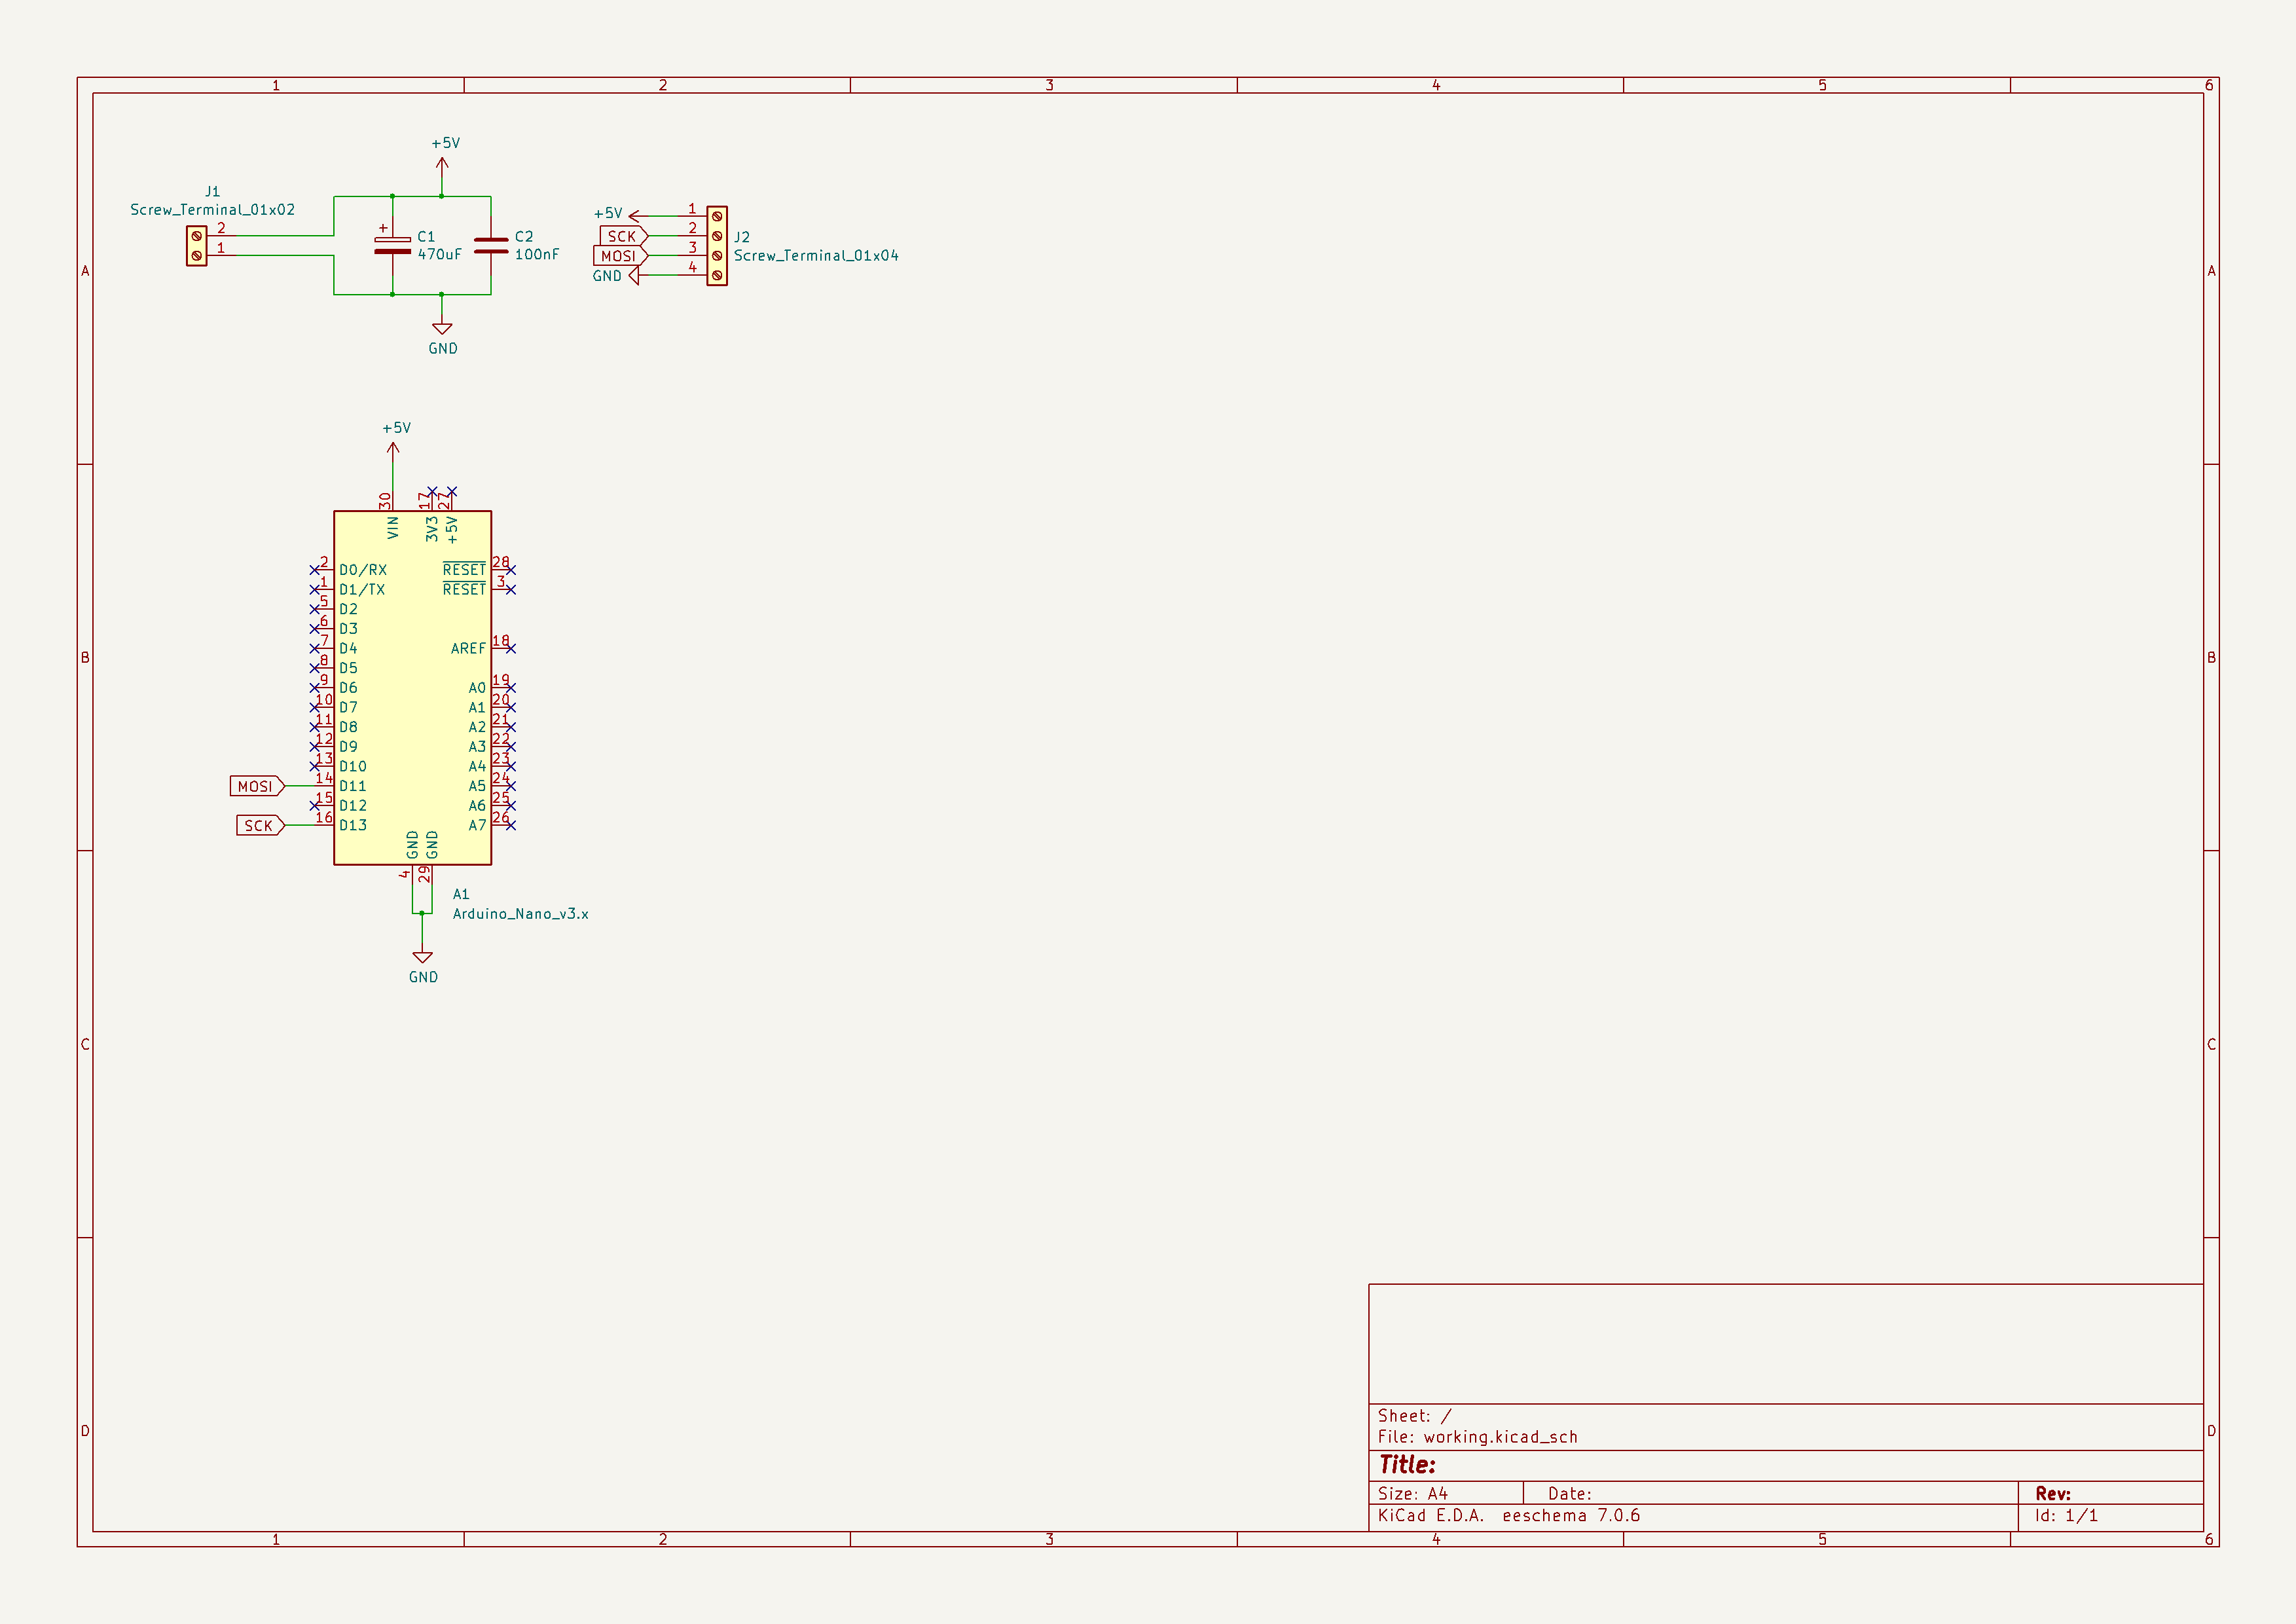 1 2 3 4 5 6
+5V
J1
Screw_Terminal_01x02
2
1
+
C1
470uF
C2
100nF
GND
+5V
SCK
MOSI
GND
1
2
3
4
J2
Screw_Terminal_01x04
A
A
+5V
30 17 27
VIN 3V3 +5V
2 D0/RX RESET 28
1 D1/TX RESET 3
5 D2
6 D3
7 D4 AREF 18
8 D5
9 D6 A0 19
10 D7 A1 20
11 D8 A2 21
12 D9 A3 22
13 D10 A4 23
MOSI 14 D11 A5 24
15 D12 A6 25
SCK 16 D13 A7 26
GND GND
4 29
A1
Arduino_Nano_v3.x
GND
B
B
C
C
D
D
Sheet: /
File: working.kicad_sch
Title:
Size: A4 Date: Rev:
KiCad E.D.A. eeschema 7.0.6 Id: 1/1
1 2 3 4 5 6